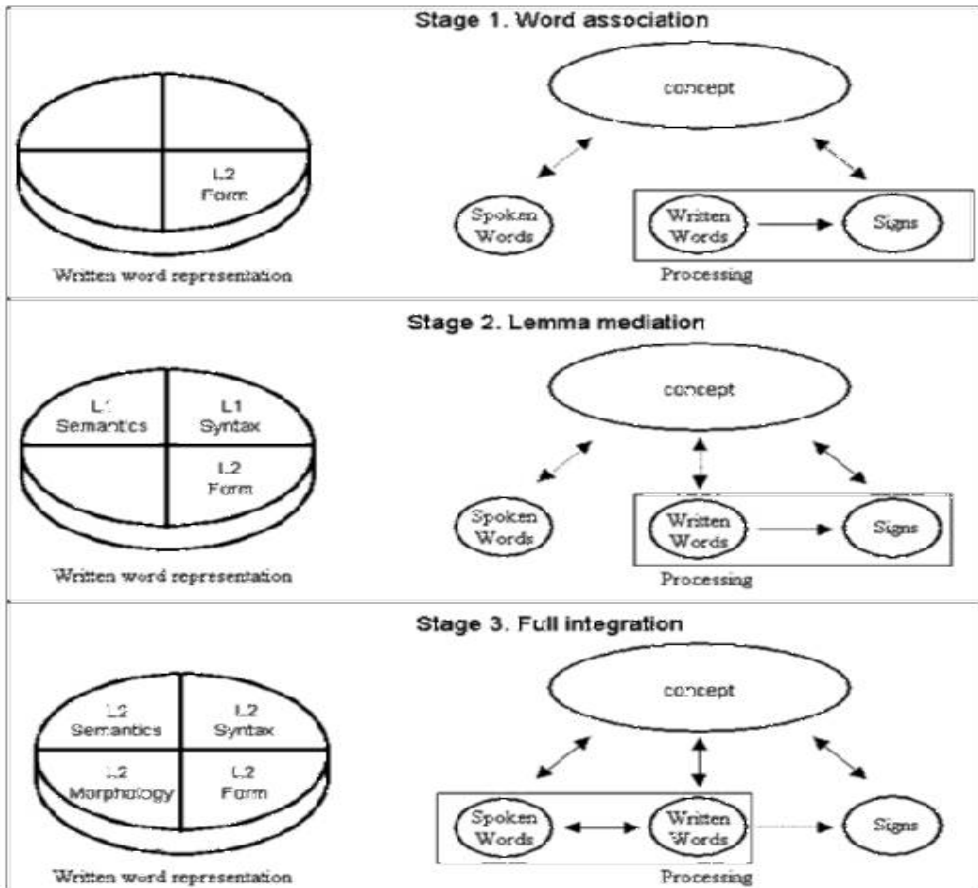 Stage 1. Word association
concept
L2
Form
Spoken
Words
Written
Words
Signs
Written word representation
Processing
Stage 2. Lemma mediation
concept
L1
Semantics
L1
Syntax
L2
Form
Spoken
Words
Written
Words
Signs
Written word representation
Processing
Stage 3. Full integration
concept
L2
Semantics
L2
Syntax
L2
Morphology
L2
Form
Spoken
Words
Written
Words
Signs
Written word representation
Processing